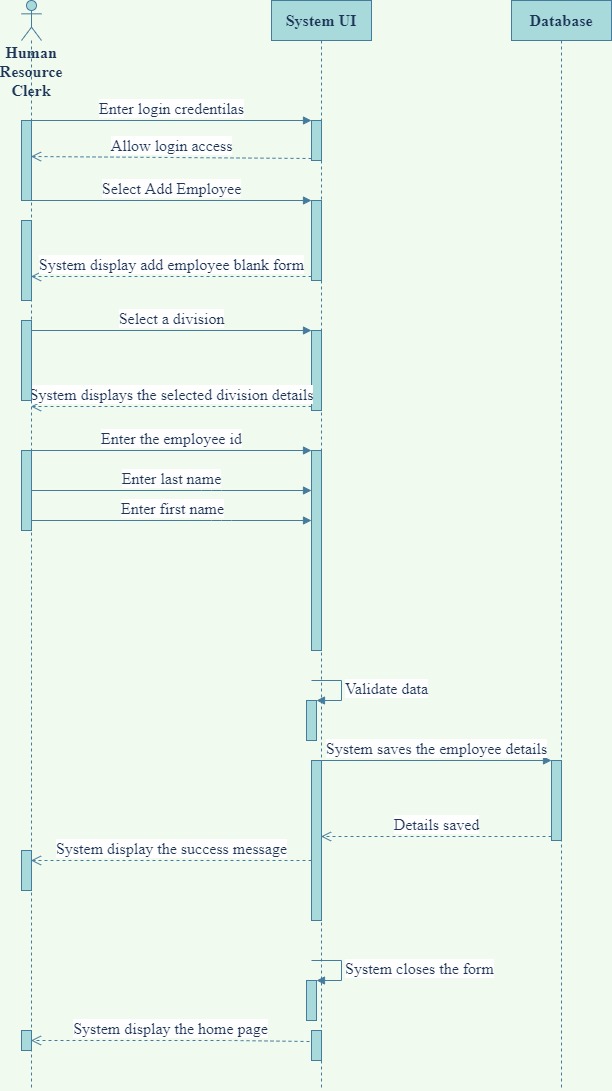 System UI
Database
Human
Resource
Clerk
Enter login credentilas
Allow login access
Select Add Employee
System display add employee blank form
Select a division
System displays the selected division details
Enter the employee id
Enter last name
Enter first name
Validate data
System saves the employee details
Details saved
System display the success message
System closes the form
System display the home page